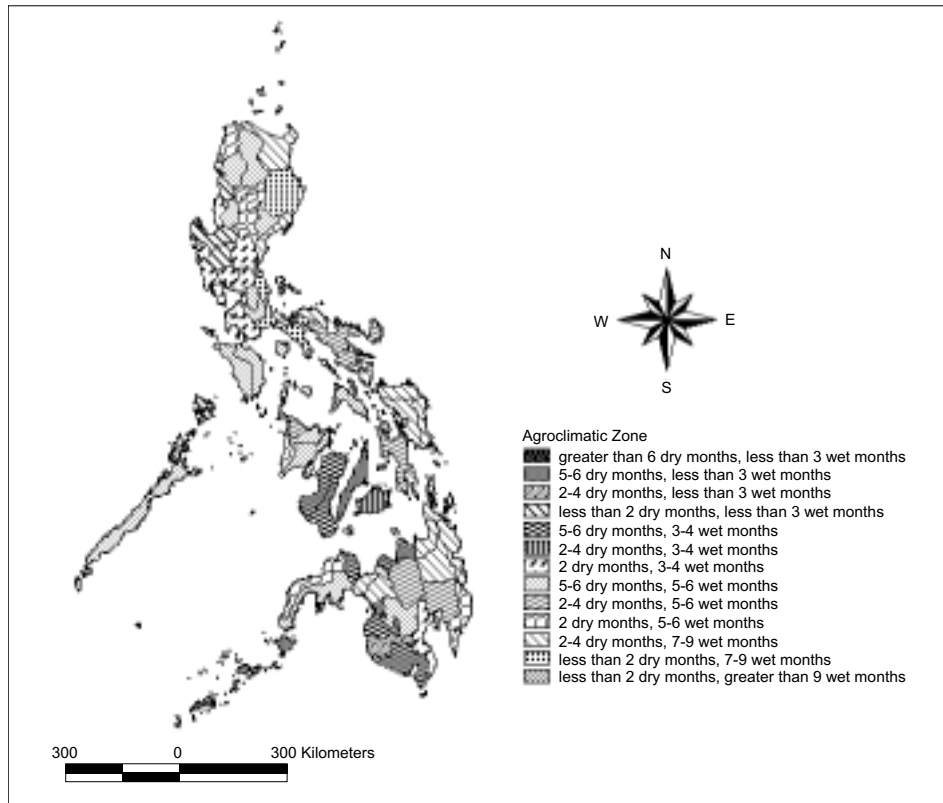 N
W E
S
Agroclimatic Zone
greater than 6 dry months, less than 3 wet months
5-6 dry months, less than 3 wet months
2-4 dry months, less than 3 wet months
less than 2 dry months, less than 3 wet months
5-6 dry months, 3-4 wet months
2-4 dry months, 3-4 wet months
2 dry months, 3-4 wet months
5-6 dry months, 5-6 wet months
2-4 dry months, 5-6 wet months
2 dry months, 5-6 wet months
2-4 dry months, 7-9 wet months
less than 2 dry months, 7-9 wet months
less than 2 dry months, greater than 9 wet months
300 0 300 Kilometers